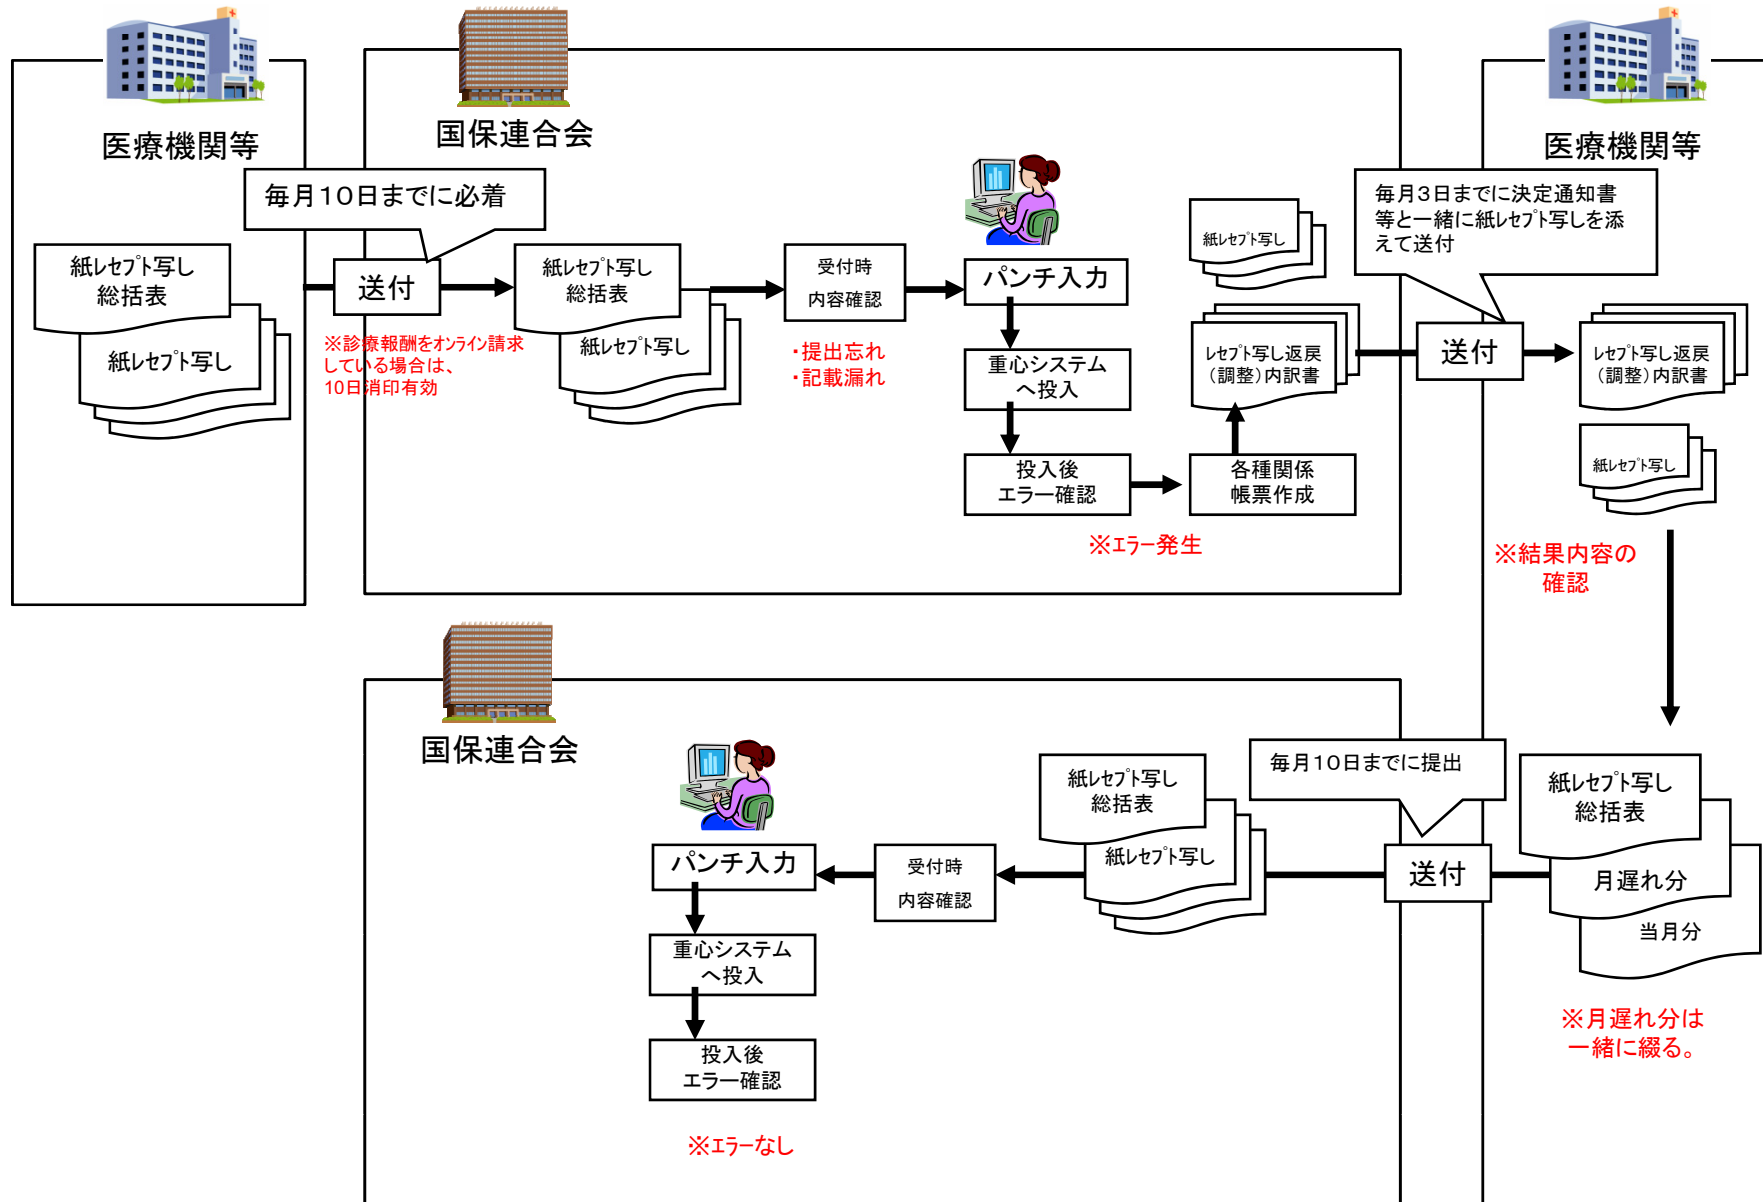 医療機関等
国保連合会
医療機関等
毎月１０日までに必着
紙レセプト写し
総括表
紙レセプト写し
送付
※診療報酬をオンライン請求
している場合は、
10日消印有効
紙レセプト写し
総括表
紙レセプト写し
受付時
内容確認
・提出忘れ
・記載漏れ
パンチ入力
重心システム
へ投入
投入後
エラー確認
※エラー発生
各種関係
帳票作成
レセプト写し返戻
（調整）内訳書
紙レセプト写し
毎月３日までに決定通知書
等と一緒に紙レセプト写しを添
えて送付
送付
レセプト写し返戻
（調整）内訳書
紙レセプト写し
※結果内容の
確認
国保連合会
紙レセプト写し
総括表
月遅れ分
当月分
※月遅れ分は
一緒に綴る。
毎月１０日までに提出
送付
紙レセプト写し
総括表
紙レセプト写し
受付時
内容確認
パンチ入力
重心システム
へ投入
投入後
エラー確認
※エラーなし